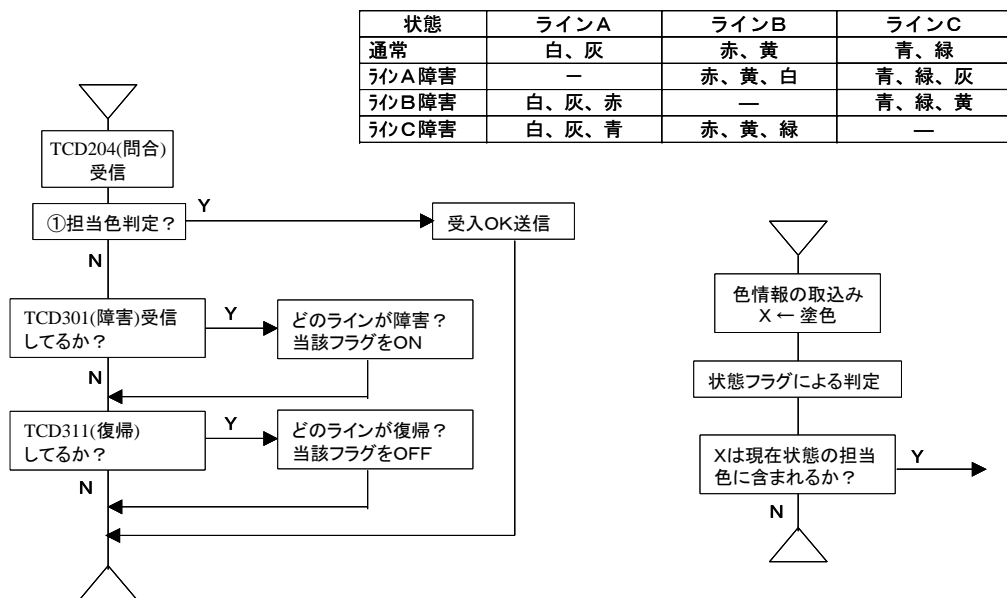 状態 ラインA ラインB ラインC
通常 白、灰 赤、黄 青、緑
ﾗｲﾝA障害 － 赤、黄、白 青、緑、灰
ﾗｲﾝB障害 白、灰、赤 — 青、緑、黄
ﾗｲﾝC障害 白、灰、青 赤、黄、緑 —
TCD204(問合)
受信
①担当色判定？
Y
受入OK送信
N
TCD301(障害)受信
してるか？
Y
どのラインが障害？
当該フラグをON
N
TCD311(復帰)
してるか？
Y
どのラインが復帰？
当該フラグをOFF
N
色情報の取込み
X ← 塗色
状態フラグによる判定
Xは現在状態の担当
色に含まれるか？
Y
N